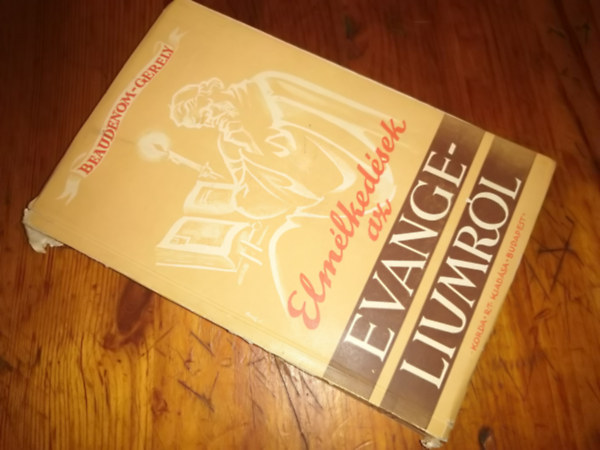 BEAUDENOM-GERELY
Elmélkedések
az
EVANGE-
LIUMRÓL
KORDA R.T. KIADÁSA · BUDAPEST ·